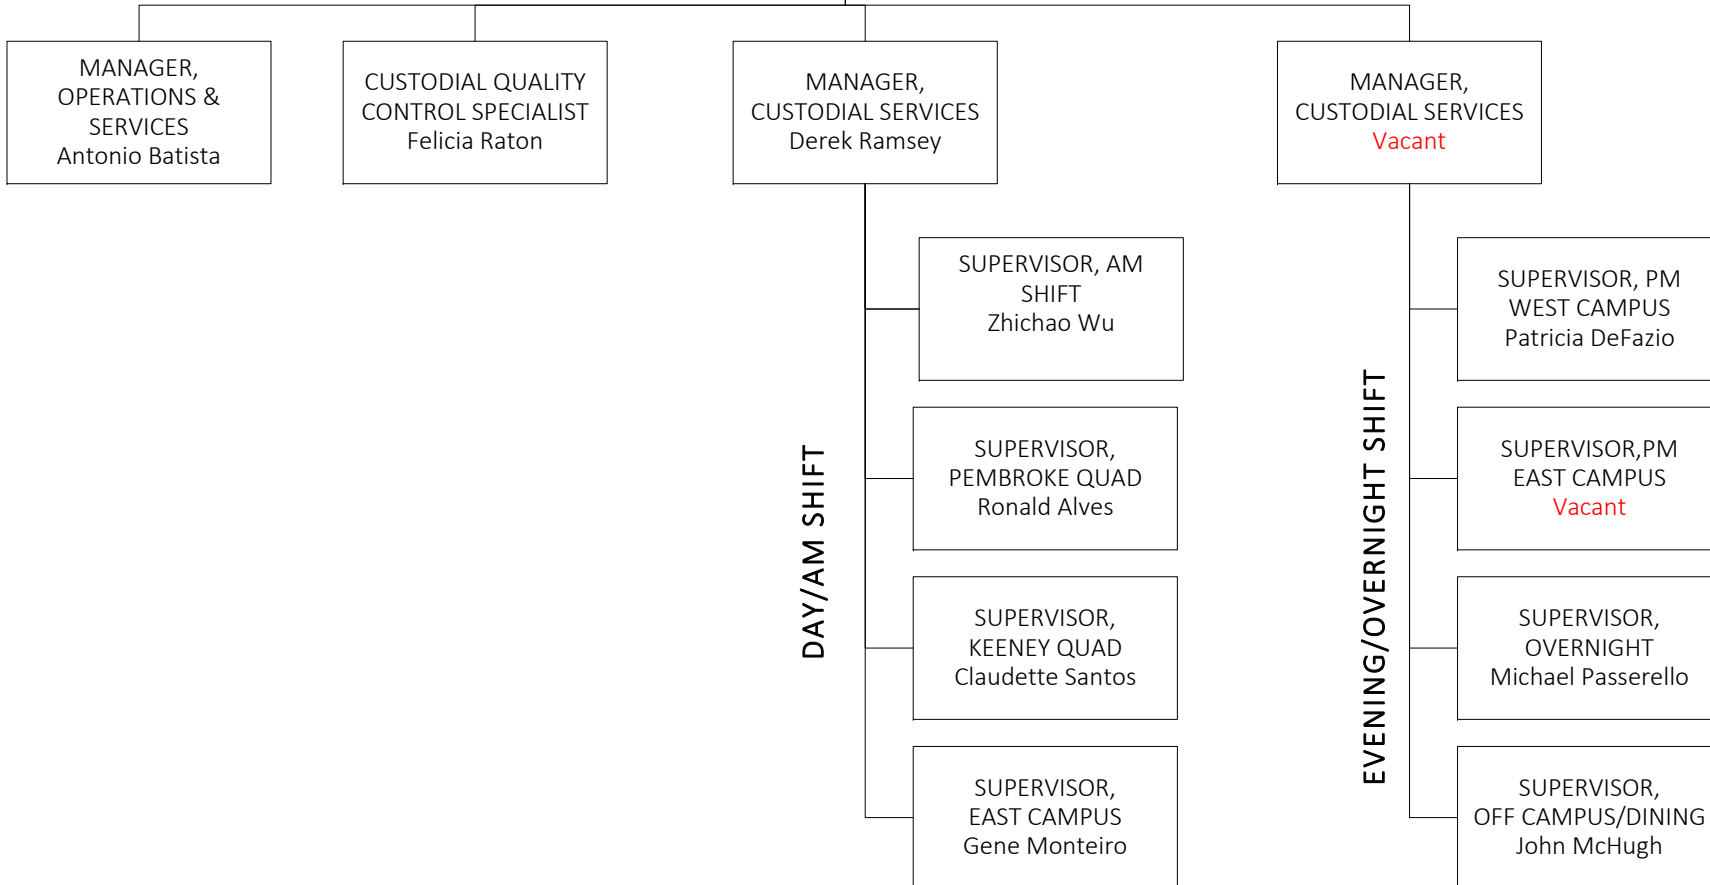 MANAGER,
OPERATIONS &
SERVICES
Antonio Batista
CUSTODIAL QUALITY
CONTROL SPECIALIST
Felicia Raton
MANAGER,
CUSTODIAL SERVICES
Derek Ramsey
MANAGER,
CUSTODIAL SERVICES
Vacant
DAY/AM SHIFT
SUPERVISOR, AM
SHIFT
Zhichao Wu
SUPERVISOR,
PEMBROKE QUAD
Ronald Alves
SUPERVISOR,
KEENEY QUAD
Claudette Santos
SUPERVISOR,
EAST CAMPUS
Gene Monteiro
EVENING/OVERNIGHT SHIFT
SUPERVISOR, PM
WEST CAMPUS
Patricia DeFazio
SUPERVISOR,PM
EAST CAMPUS
Vacant
SUPERVISOR,
OVERNIGHT
Michael Passerello
SUPERVISOR,
OFF CAMPUS/DINING
John McHugh